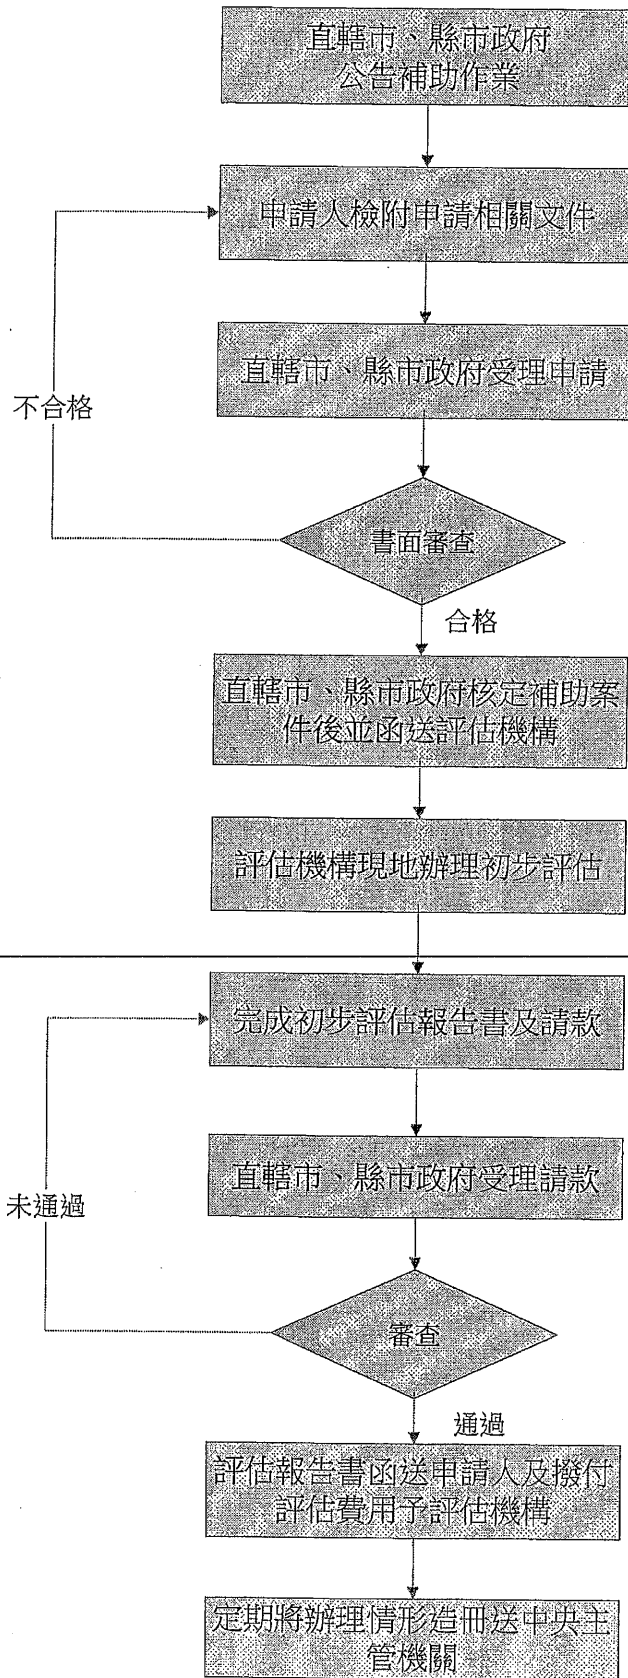 直轄市、縣市政府
公告補助作業
申請人檢附申請相關文件
直轄市、縣市政府受理申請
不合格
書面審查
合格
直轄市、縣市政府核定補助案
件後並函送評估機構
評估機構現地辦理初步評估
完成初步評估報告書及請款
直轄市、縣市政府受理請款
未通過
審查
通過
評估報告書函送申請人及撥付
評估費用予評估機構
定期將辦理情形造冊送中央主
管機關